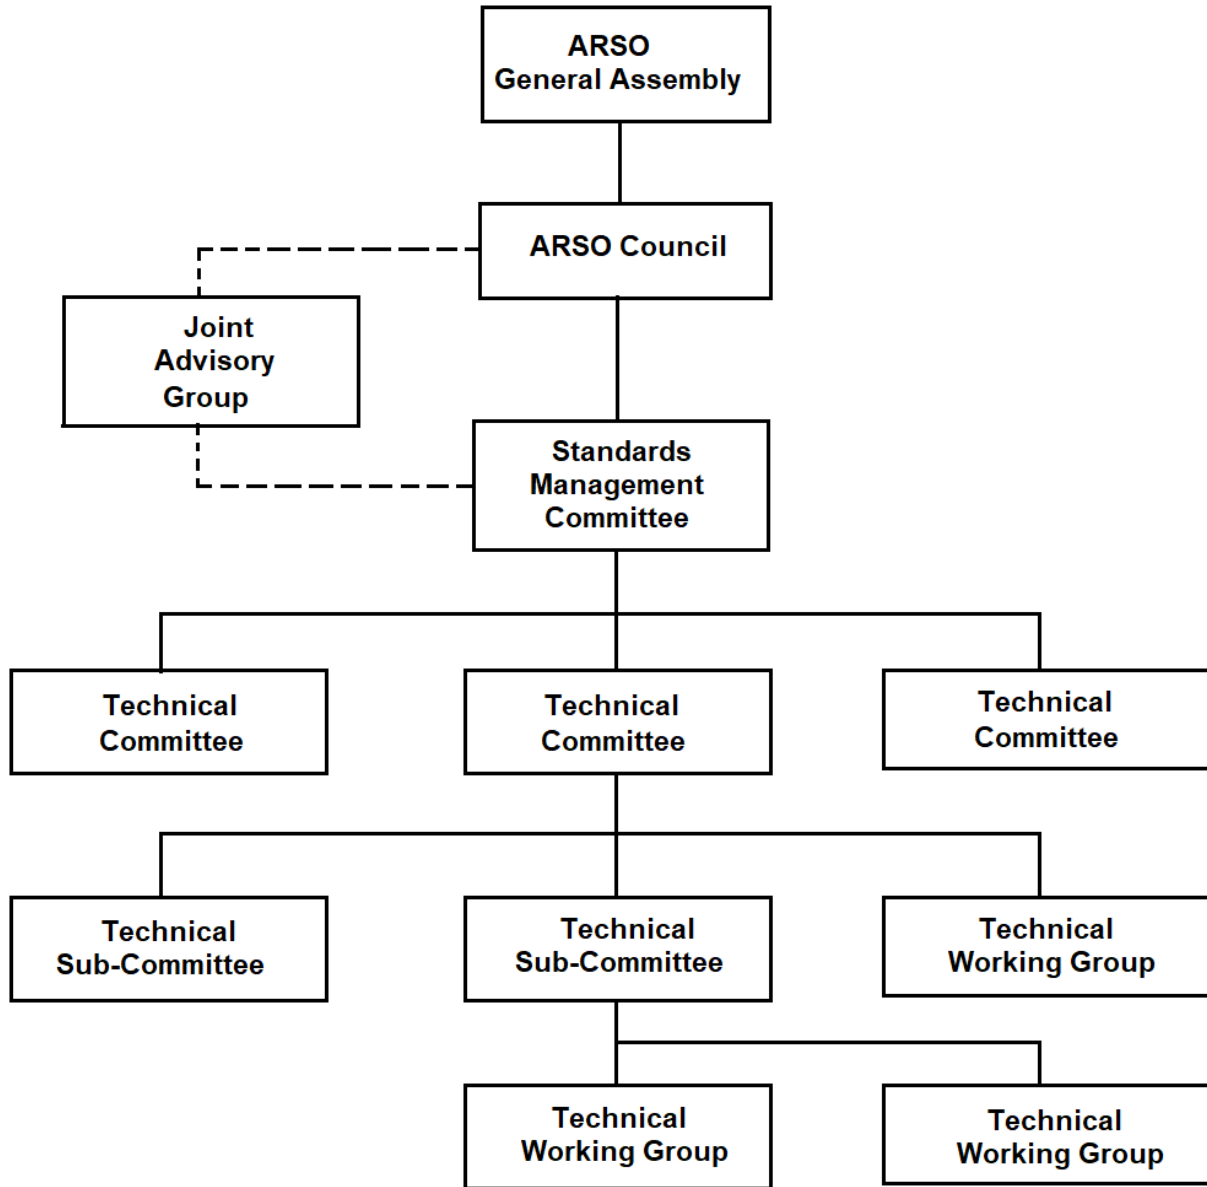 ARSO
General Assembly
ARSO Council
Joint
Advisory
Group
Standards
Management
Committee
Technical
Committee
Technical
Committee
Technical
Committee
Technical
Sub-Committee
Technical
Sub-Committee
Technical
Working Group
Technical
Working Group
Technical
Working Group